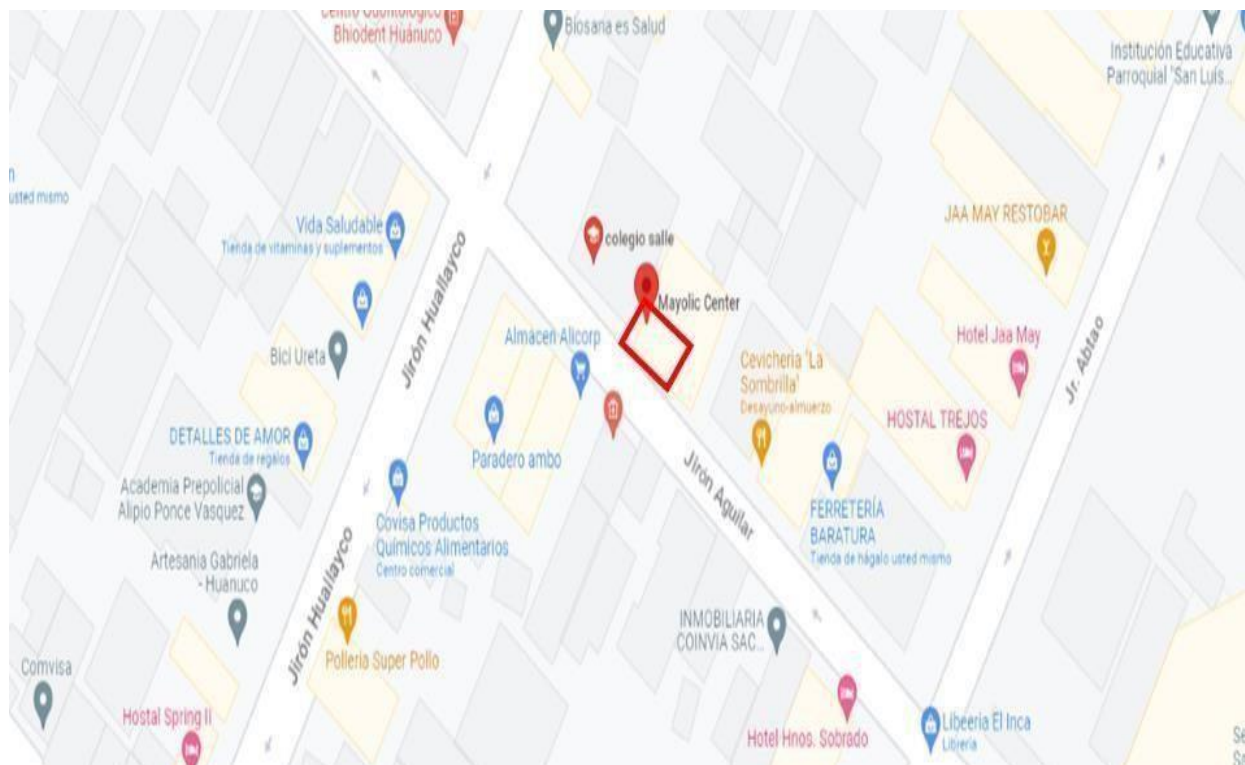 Centro Odontológico
Bhiodent Huánuco
Biosana es Salud
Institución Educativa
Parroquial "San Luis...
usted mismo
Vida Saludable
Tienda de vitaminas y suplementos
colegio salle
JAA MAY RESTOBAR
Jirón Huallayco
Mayolic Center
Bici Ureta
Almacen Alicorp
Hotel Jaa May
Cevicheria 'La
Sombrilla'
Desayuno-almuerzo
Jr. Abtao
HOSTAL TREJOS
DETALLES DE AMOR
Tienda de regalos
Paradero ambo
Jirón Aguilar
Academia Prepolicial
Alipio Ponce Vasquez
Covisa Productos
Químicos Alimentarios
Centro comercial
FERRETERÍA
BARATURA
Tienda de hágalo usted mismo
Artesania Gabriela
- Huánuco
Jirón Huallayco
INMOBILIARIA
COINVIA SAC...
Polleria Super Pollo
Comvisa
Hostal Spring II
Hotel Hnos. Sobrado
Libeeria El Inca
Librería